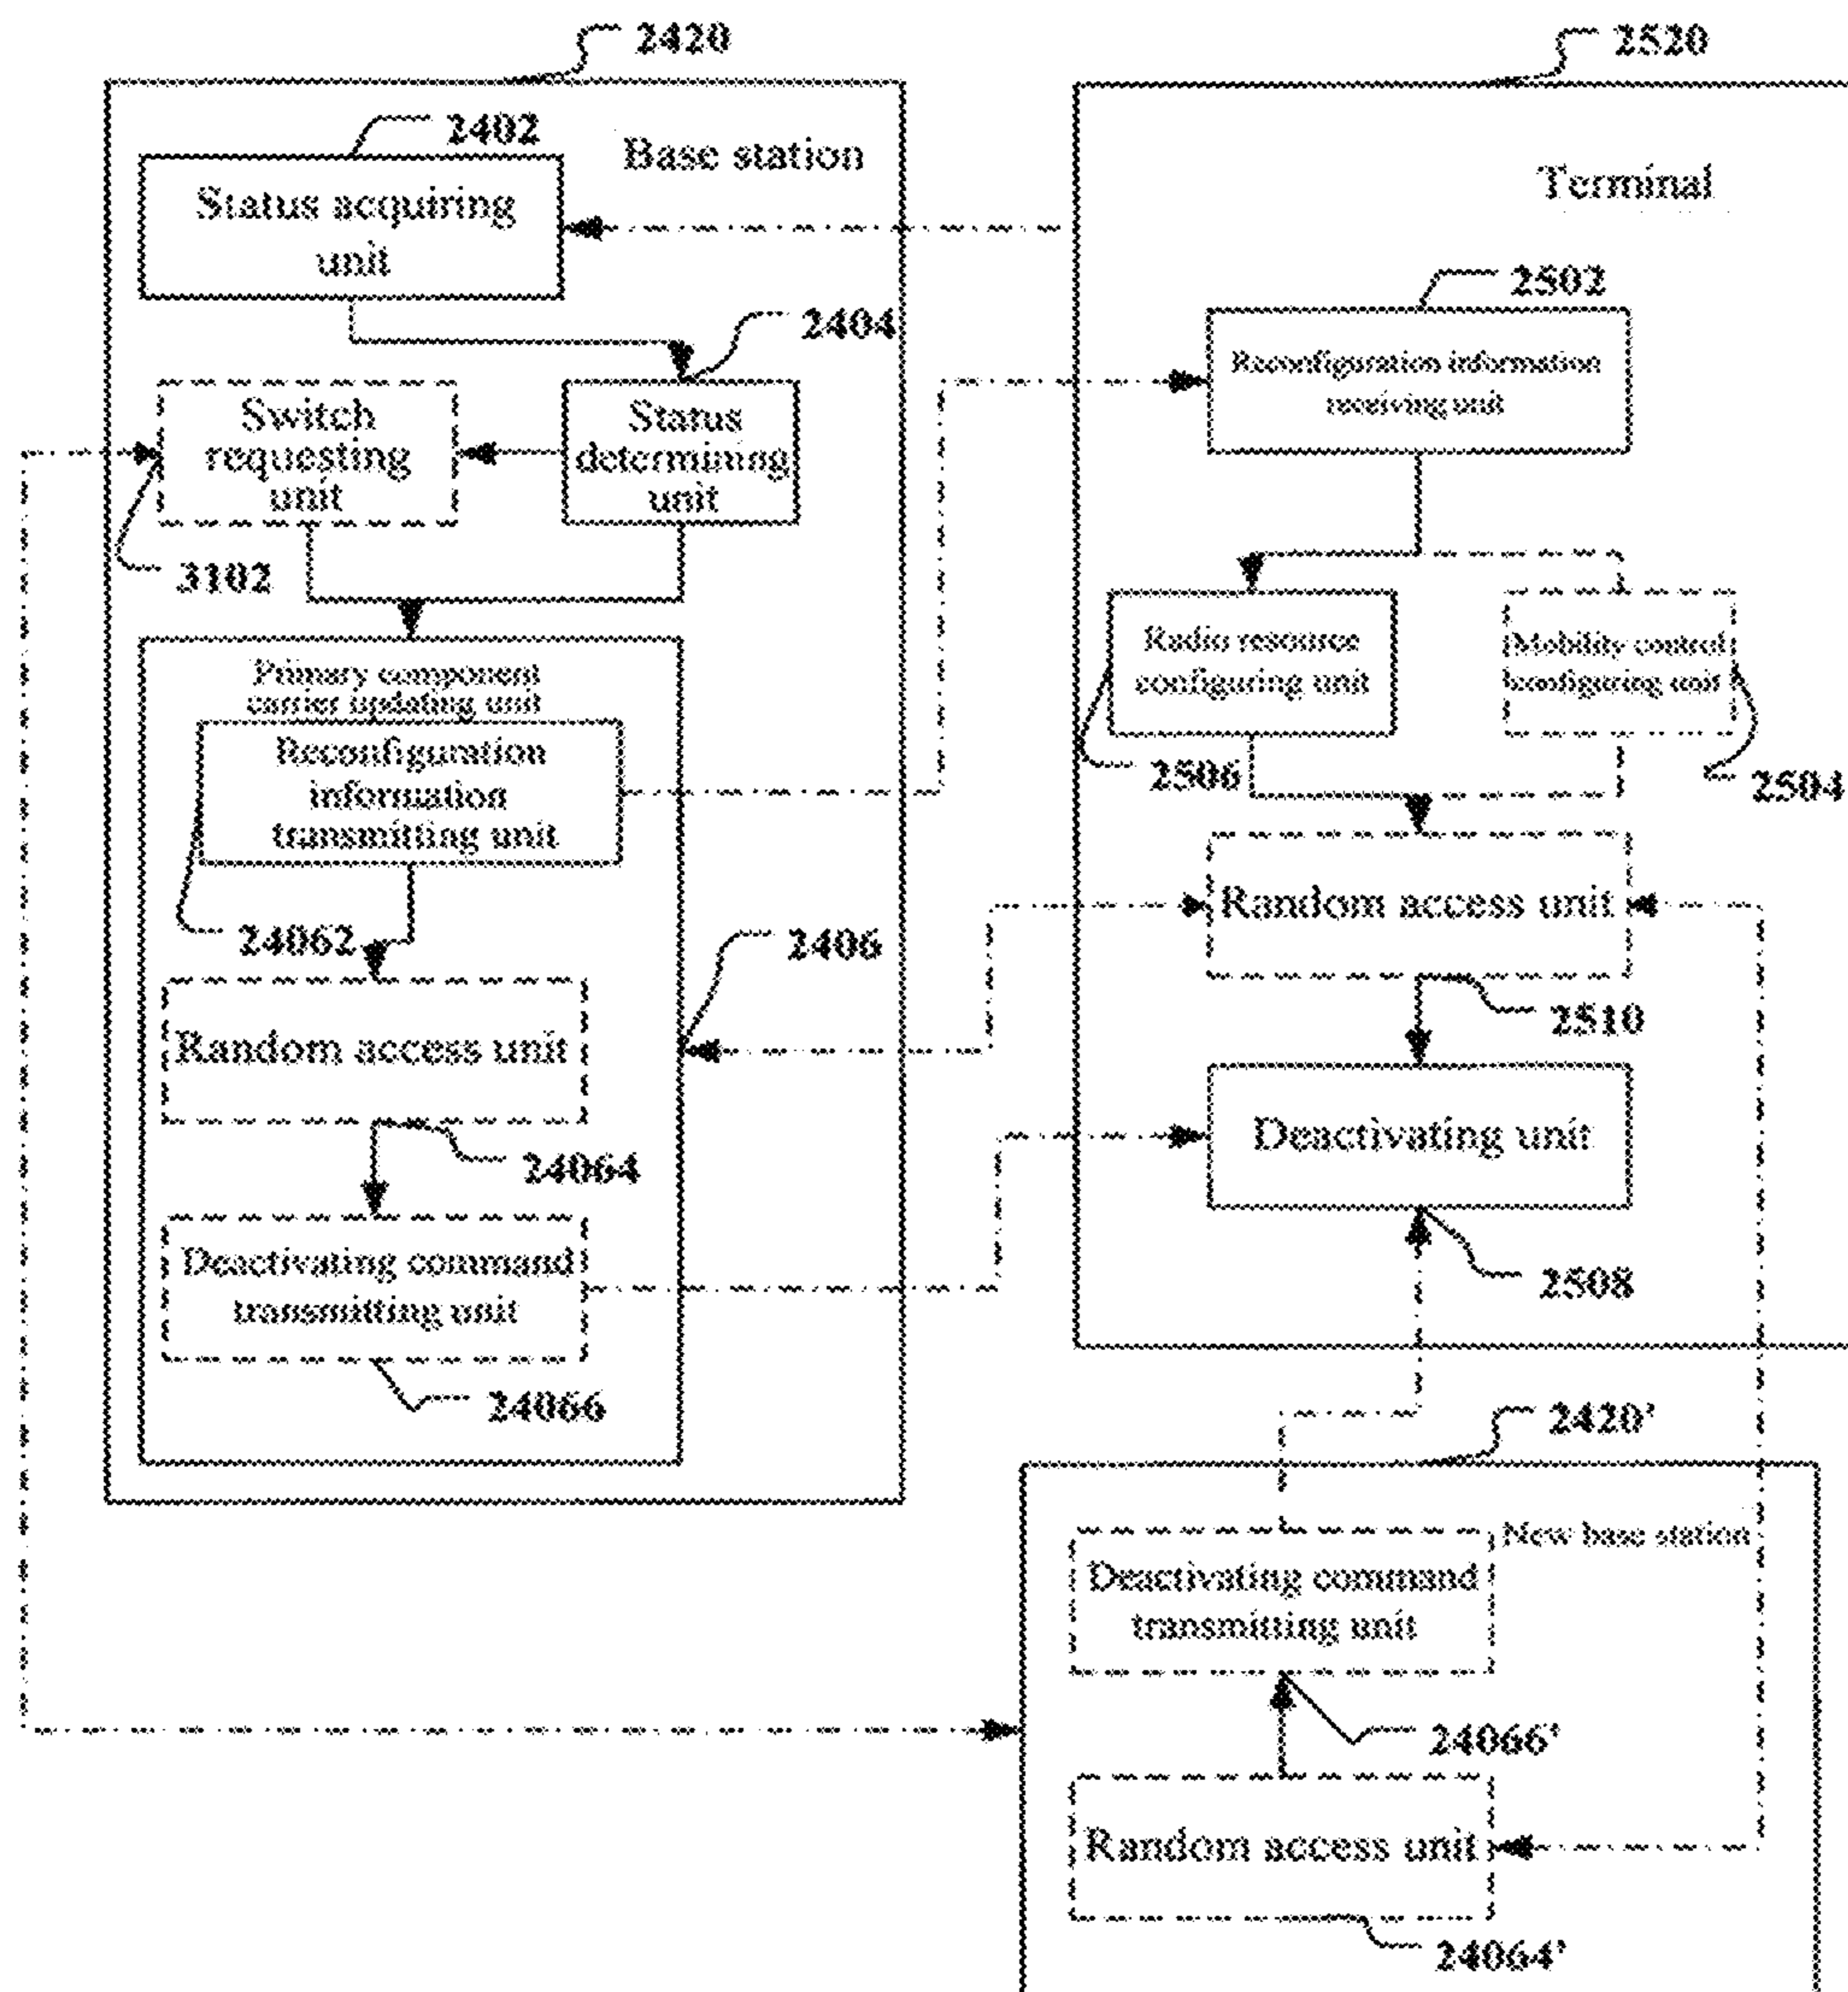 2420
2402
Base station
Status acquiring
unit
2404
Switch
requesting
unit
Status
determining
unit
3102
Primary component
carrier updating unit
Reconfiguration
information
transmitting unit
24062
2406
Random access unit
24064
Deactivating command
transmitting unit
24066
2520
Terminal
2502
Reconfiguration information
receiving unit
Radio resource
configuring unit
Mobility control
configuring unit
2506
2504
Random access unit
2510
Deactivating unit
2508
2420'
New base station
Deactivating command
transmitting unit
24066'
Random access unit
24064'